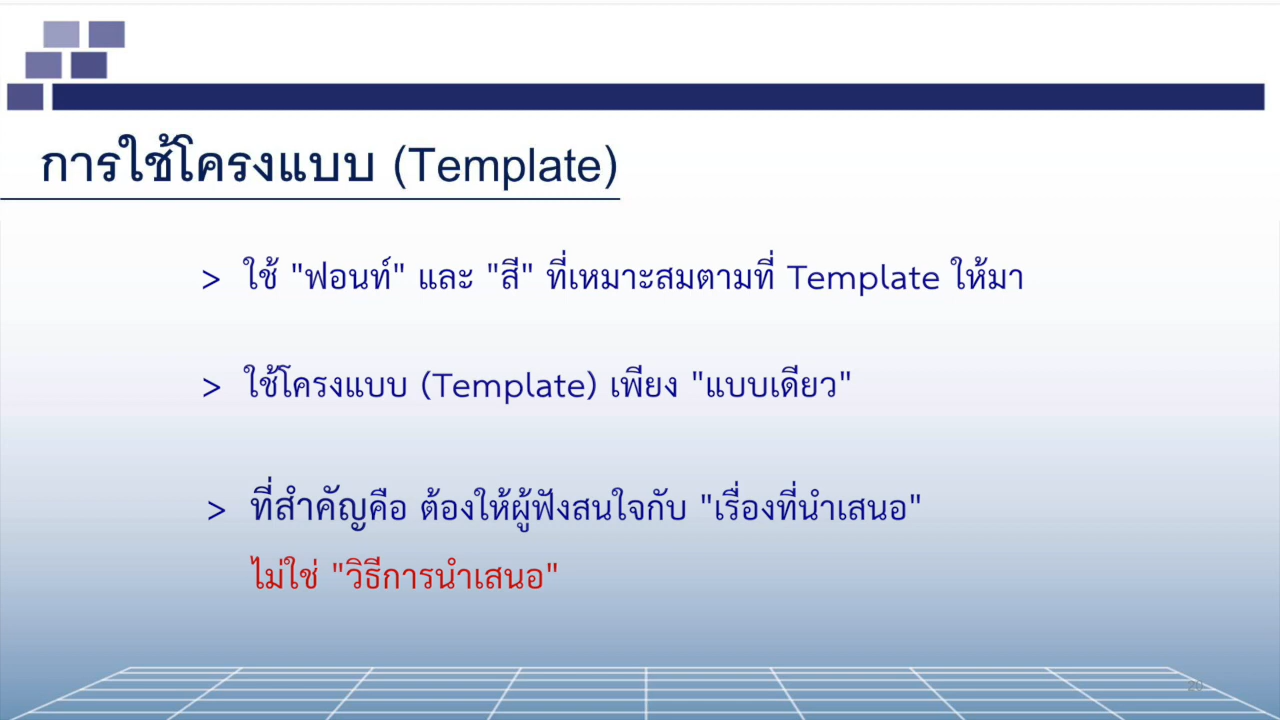 การใช้โครงแบบ (Template)
> ใช้ "ฟอนท์" และ "สี" ที่เหมาะสมตามที่ Template ให้มา
> ใช้โครงแบบ (Template) เพียง "แบบเดียว"
> ที่สำคัญคือ ต้องให้ผู้ฟังสนใจกับ "เรื่องที่นำเสนอ"
ไม่ใช่ "วิธีการนำเสนอ"